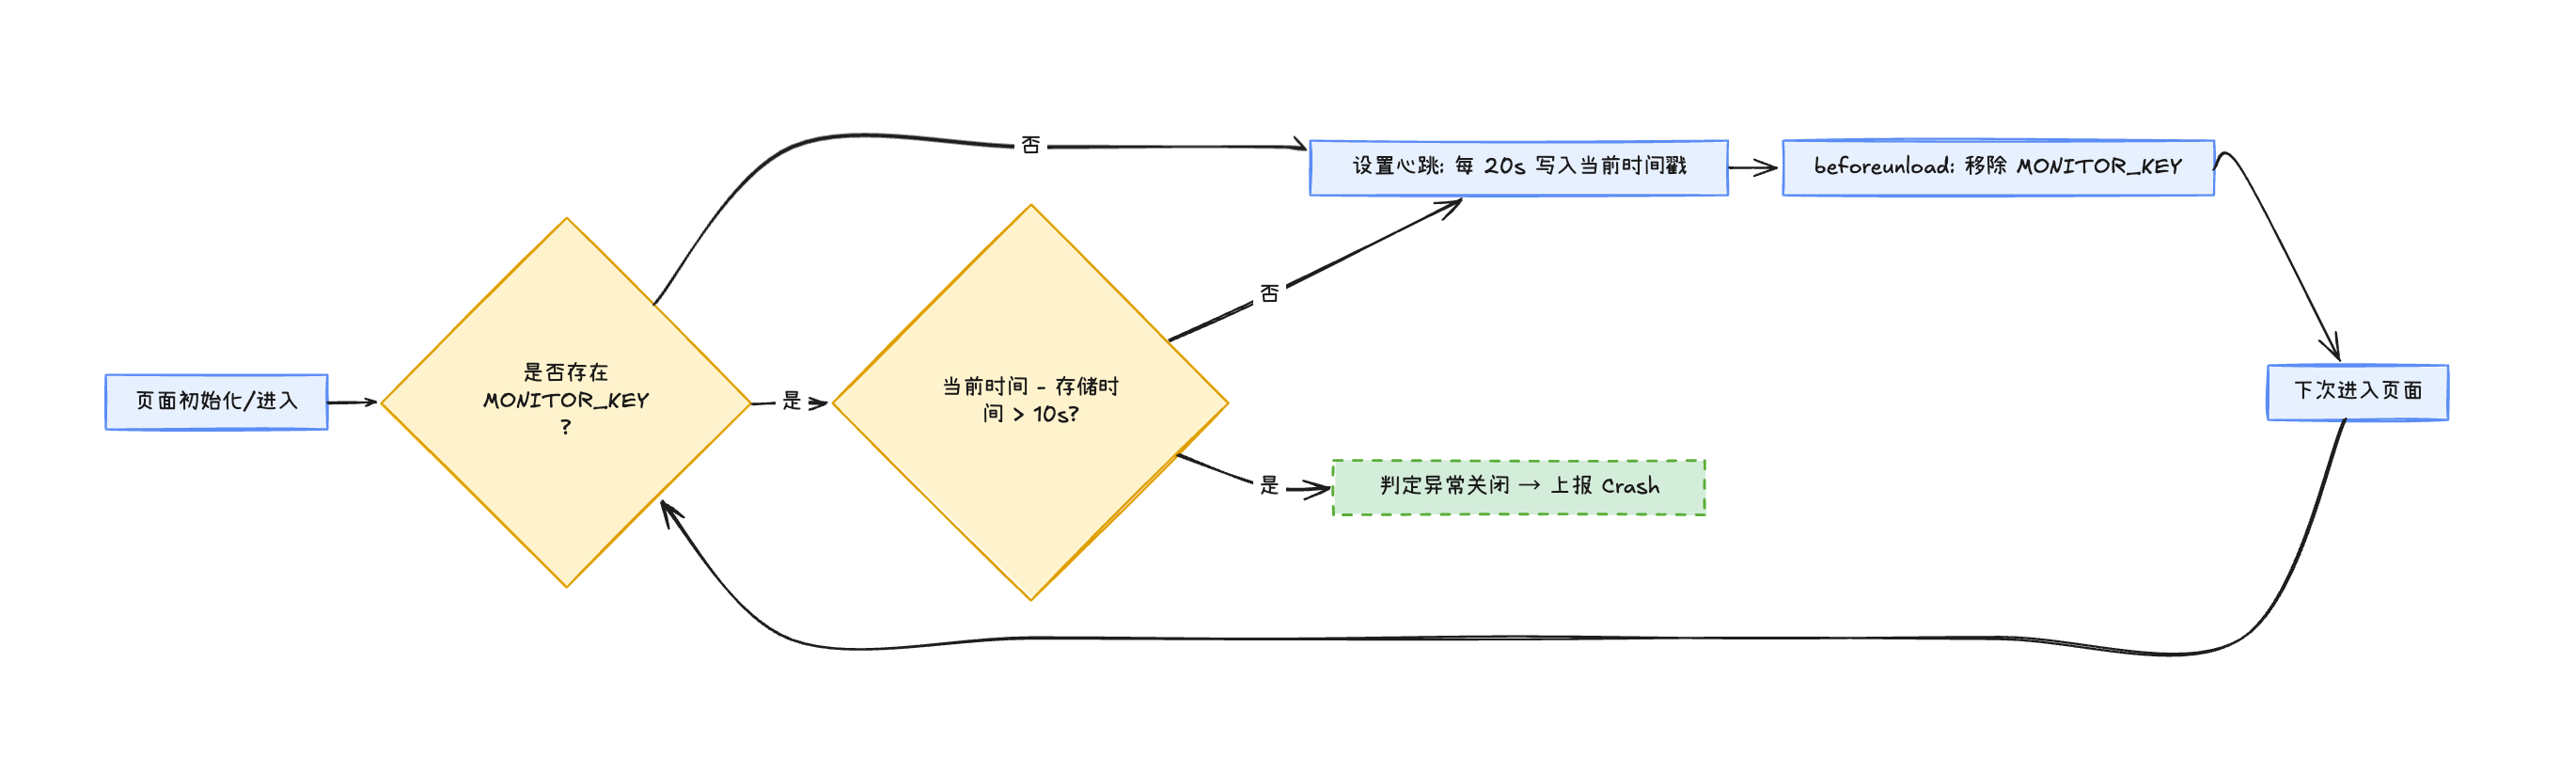 页面初始化/进入
是否存在
MONITOR_KEY
?
是
否
当前时间 - 存储时
间 > 10s?
否
是
设置心跳: 每 20s 写入当前时间戳
判定异常关闭 → 上报 Crash
beforeunload: 移除 MONITOR_KEY
下次进入页面